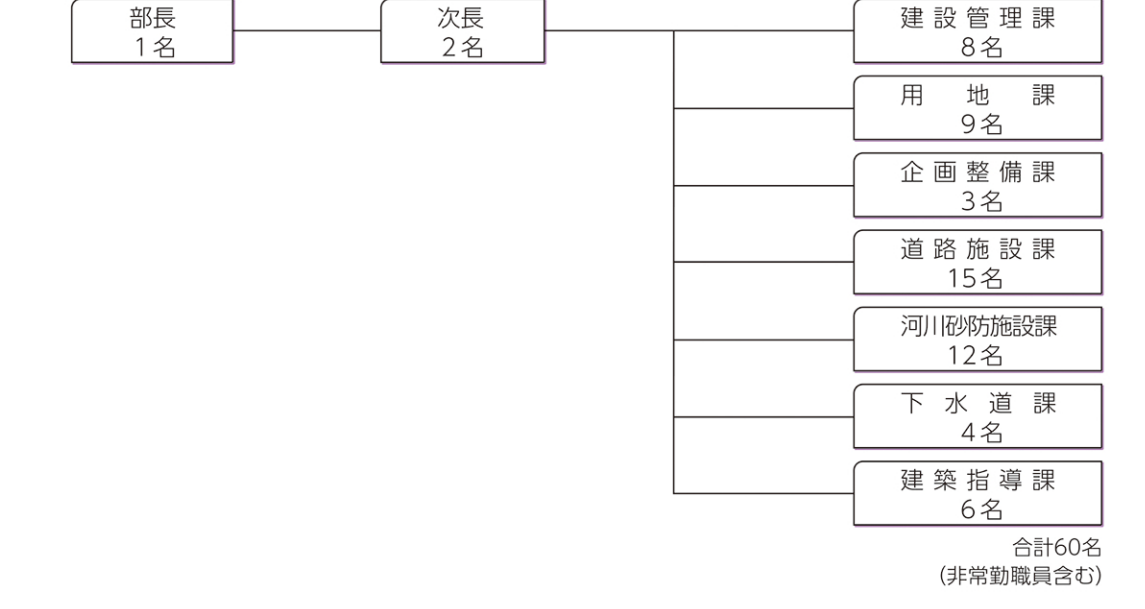 部長
1名
次長
2名
建設管理課
8名
用地課
9名
企画整備課
3名
道路施設課
15名
河川砂防施設課
12名
下水道課
4名
建築指導課
6名
合計60名
(非常勤職員含む)